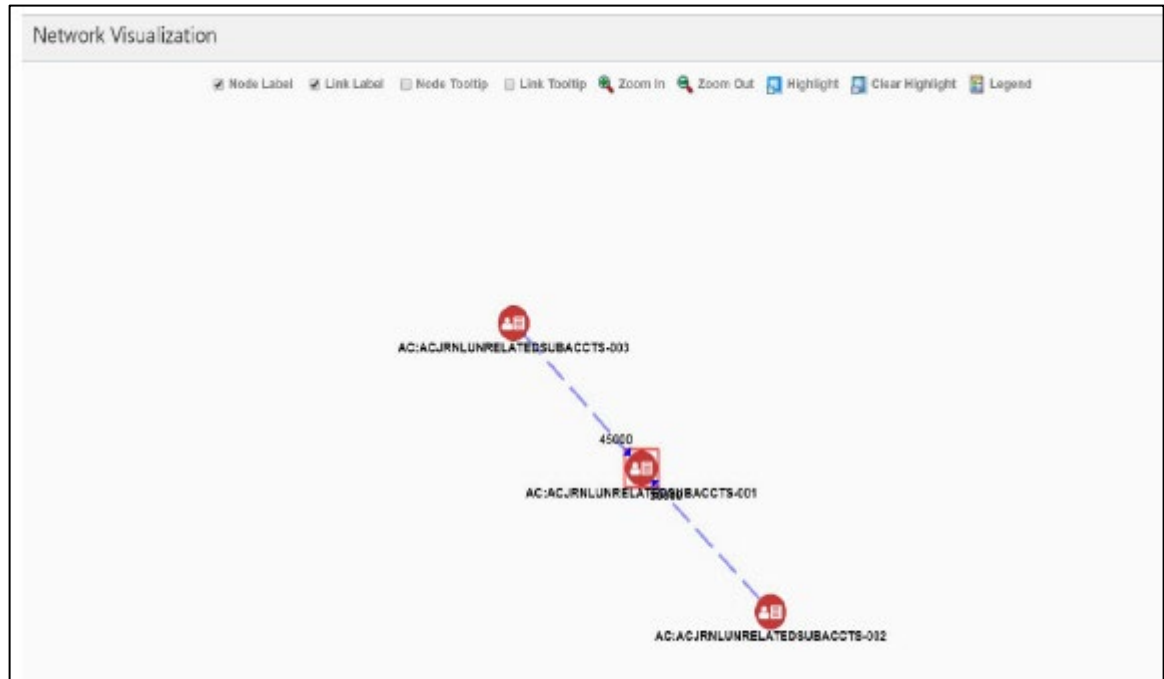 Network Visualization
Node Label Link Label Node Tooltip Link Tooltip Zoom In Zoom Out Highlight Clear Highlight Legend
AC:ACJRNLUNRELATEDSUBACCTS-003
45000
AC:ACJRNLUNRELATEDSUBACCTS-001
AC:ACJRNLUNRELATEDSUBACCTS-002